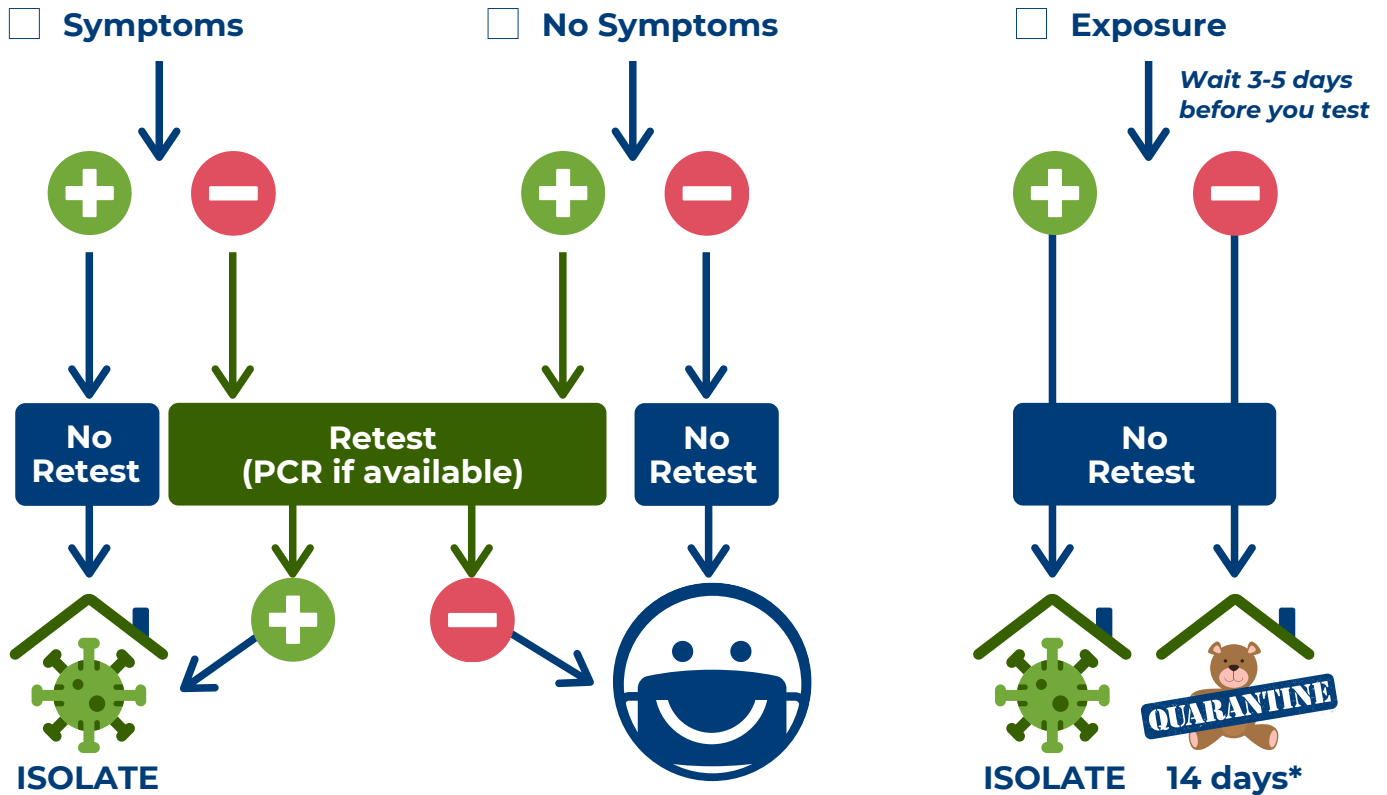 Symptoms
No Symptoms
Exposure
Wait 3-5 days
before you test
No
Retest
Retest
(PCR if available)
No
Retest
No
Retest
QUARANTINE
ISOLATE
ISOLATE
14 days*